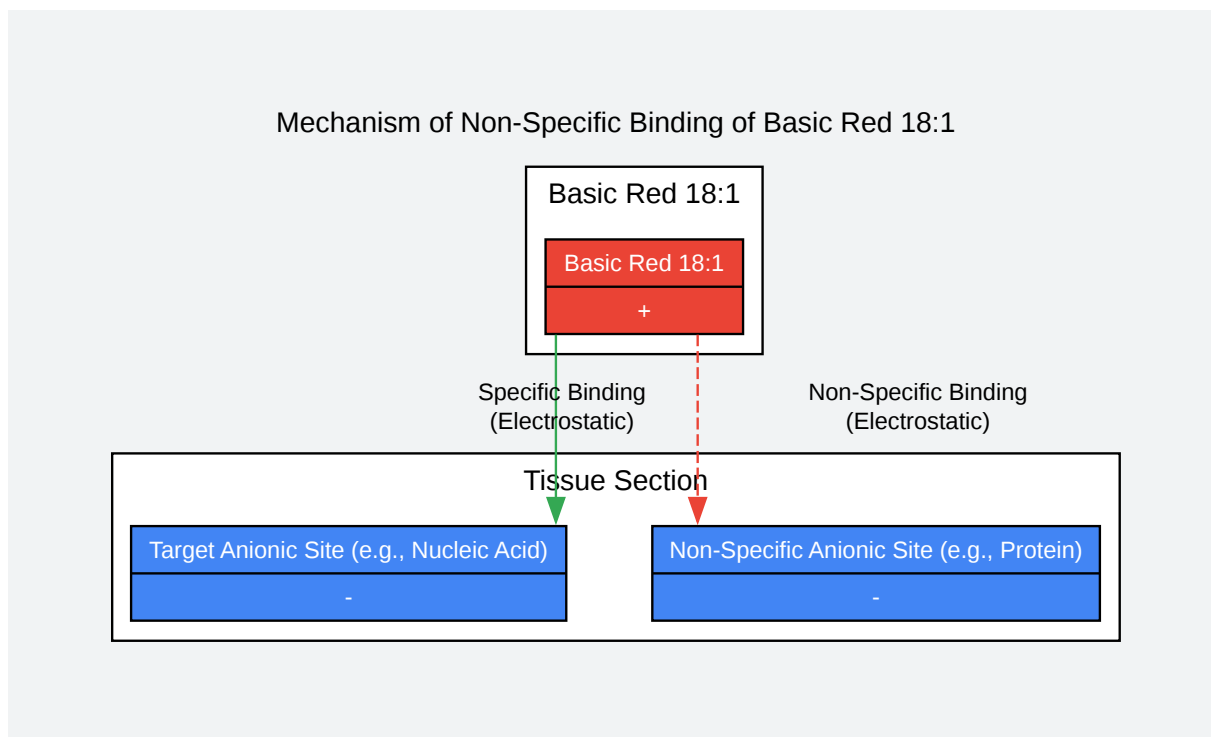 Mechanism of Non-Specific Binding of Basic Red 18:1
Basic Red 18:1
Basic Red 18:1
+
Specific Binding
(Electrostatic)
Non-Specific Binding
(Electrostatic)
Tissue Section
Target Anionic Site (e.g., Nucleic Acid)
-
Non-Specific Anionic Site (e.g., Protein)
-